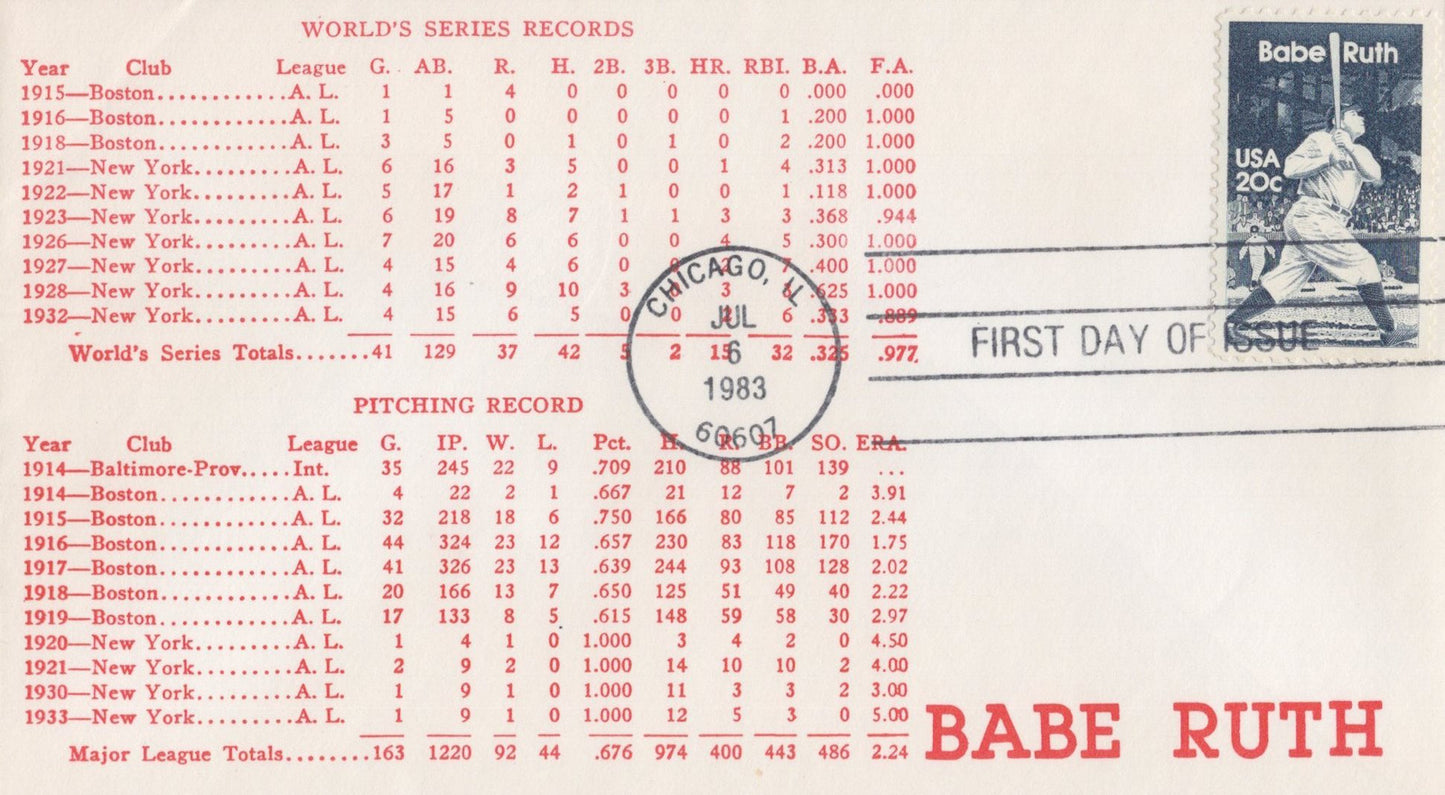 WORLD'S SERIES RECORDS
Year Club League G. AB. R. H. 2B. 3B. HR. RBI. B.A. F.A.
1915—Boston.............A. L. 1 1 4 0 0 0 0 0 .000 .000
1916—Boston............A. L. 1 5 0 0 0 0 0 1 .200 1.000
1918—Boston............A. L. 3 5 0 1 0 1 0 2 .200 1.000
1921—New York.........A. L. 6 16 3 5 0 0 1 4 .313 1.000
1922—New York.........A. L. 5 17 1 2 1 0 0 1 .118 1.000
1923—New York.........A. L. 6 19 8 7 1 1 3 3 .368 .944
1926—New York.........A. L. 7 20 6 6 0 0 4 5 .300 1.000
1927—New York.........A. L. 4 15 4 6 0 0 2 7 .400 1.000
1928—New York.........A. L. 4 16 9 10 3 3 .625 1.000
1932—New York.........A. L. 4 15 6 5 0 0 6 .333 .889
World's Series Totals.......41 129 37 42 5 2 15 32 .325 .977
PITCHING RECORD
Year Club League G. IP. W. L. Pct. H. R. BB. SO. ERA.
1914—Baltimore-Prov.....Int. 35 245 22 9 .709 210 88 101 139 ...
1914—Boston............A. L. 4 22 2 1 .667 21 12 7 2 3.91
1915—Boston............A. L. 32 218 18 6 .750 166 80 85 112 2.44
1916—Boston............A. L. 44 324 23 12 .657 230 83 118 170 1.75
1917—Boston............A. L. 41 326 23 13 .639 244 93 108 128 2.02
1918—Boston............A. L. 20 166 13 7 .650 125 51 49 40 2.22
1919—Boston............A. L. 17 133 8 5 .615 148 59 58 30 2.97
1920—New York.........A. L. 1 4 1 0 1.000 3 4 2 0 4.50
1921—New York.........A. L. 2 9 2 0 1.000 14 10 10 2 4.00
1930—New York.........A. L. 1 9 1 0 1.000 11 3 3 2 3.00
1933—New York.........A. L. 1 9 1 0 1.000 12 5 3 0 5.00
Major League Totals........163 1220 92 44 .676 974 400 443 486 2.24
CHICAGO, IL
JUL
6
1983
60607
Babe Ruth
USA
20c
FIRST DAY OF ISSUE
BABE RUTH